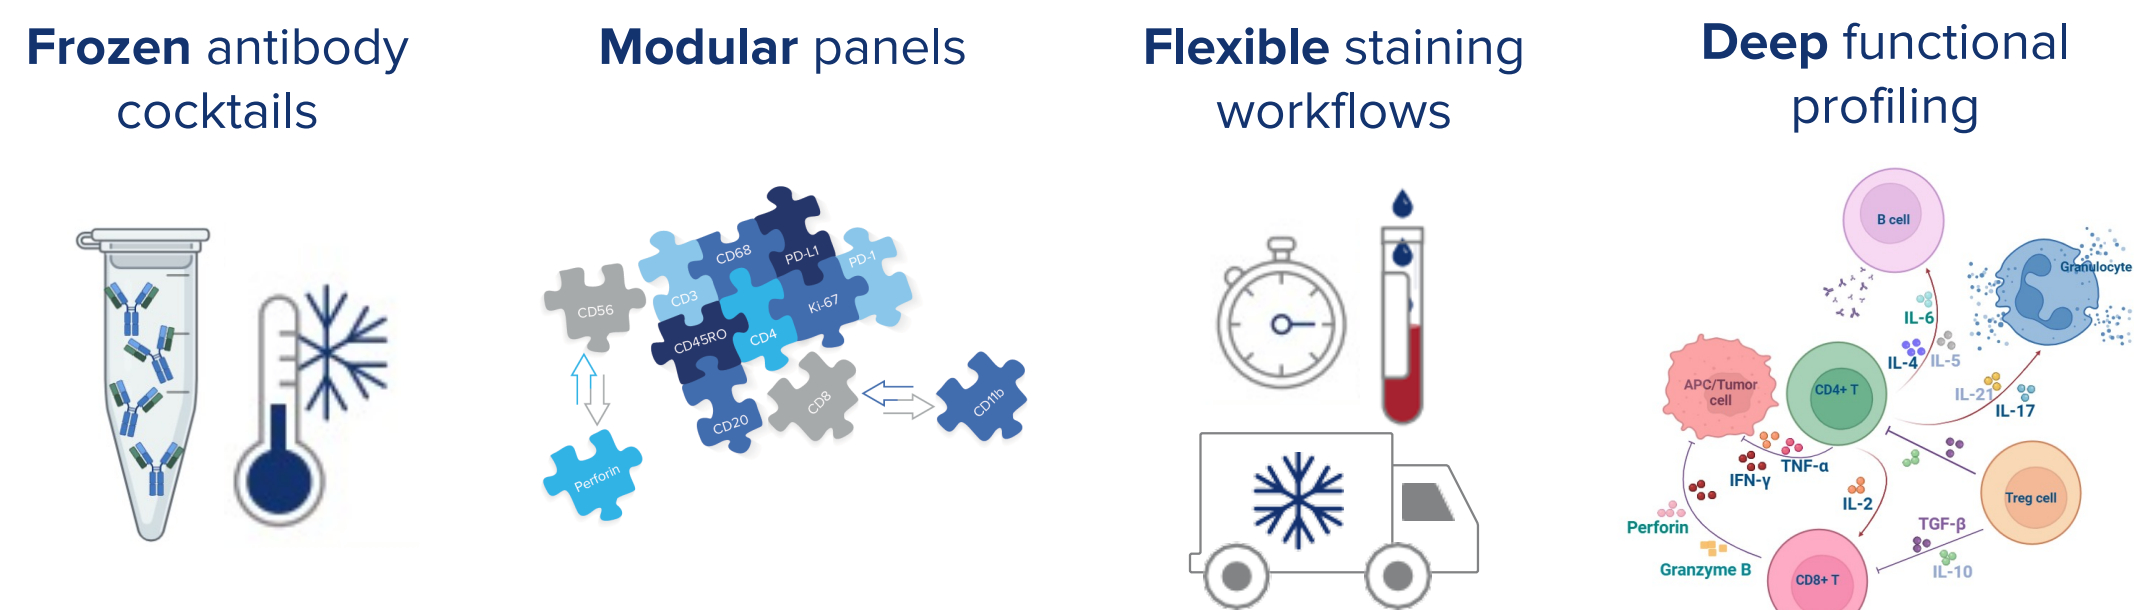 Frozen antibody
cocktails
Modular panels
CD56
CD3
CD68
PD-L1
PD-1
CD45RO
CD4
Ki-67
CD20
CD8
CD11b
Perforin
Flexible staining
workflows
Deep functional
profiling
B cell
Granulocyte
IL-6
IL-4
IL-5
APC/Tumor
cell
CD4+ T
IL-21
IL-17
TNF-α
IFN-γ
IL-2
Treg cell
Perforin
TGF-β
Granzyme B
IL-10
CD8+ T